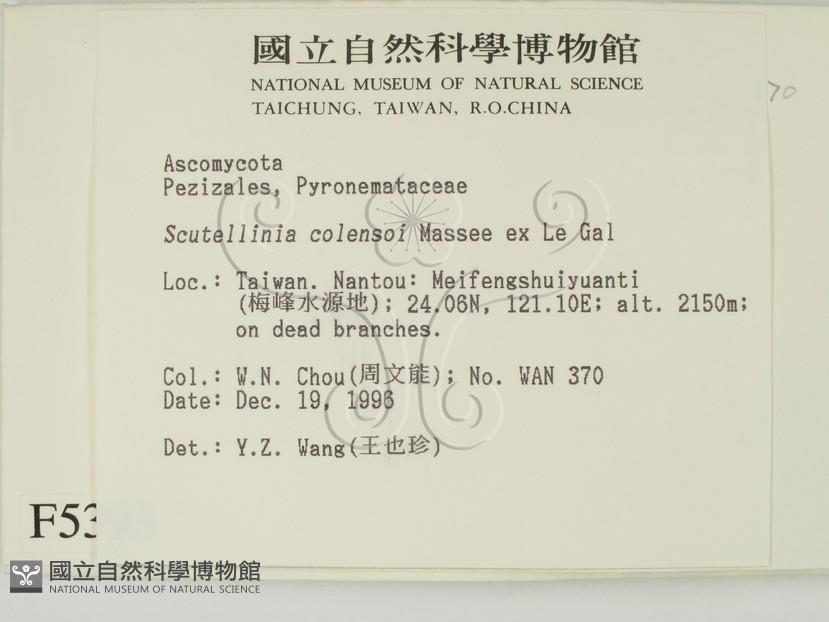 國立自然科學博物館
NATIONAL MUSEUM OF NATURAL SCIENCE
TAICHUNG, TAIWAN, R.O.CHINA
70
Ascomycota
Pezizales, Pyronemataceae
Scutellinia colensoi Massee ex Le Gal
Loc.: Taiwan. Nantou: Meifengshuiyuanti
(梅峰水源地); 24.06N, 121.10E; alt. 2150m;
on dead branches.
Col.: W.N. Chou(周文能); No. WAN 370
Date: Dec. 19, 1996
Det.: Y.Z. Wang(王也珍)
F53
國立自然科學博物館
NATIONAL MUSEUM OF NATURAL SCIENCE